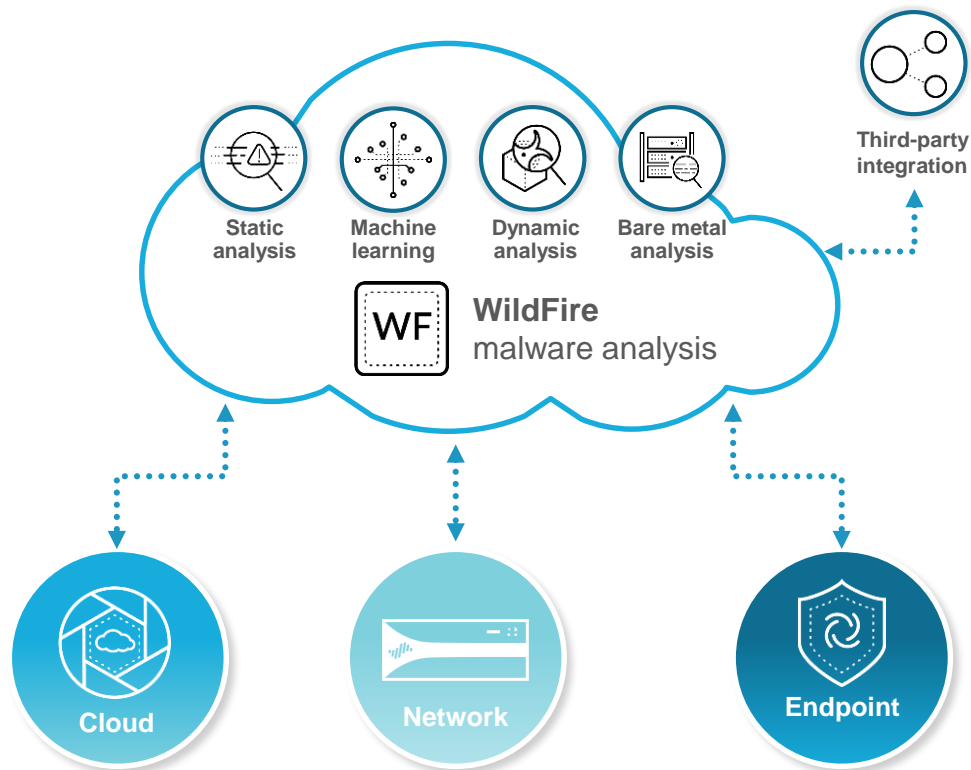 Third-party
integration
Static
analysis
Machine
learning
Dynamic
analysis
Bare metal
analysis
WF
WildFire
malware analysis
Cloud
Network
Endpoint